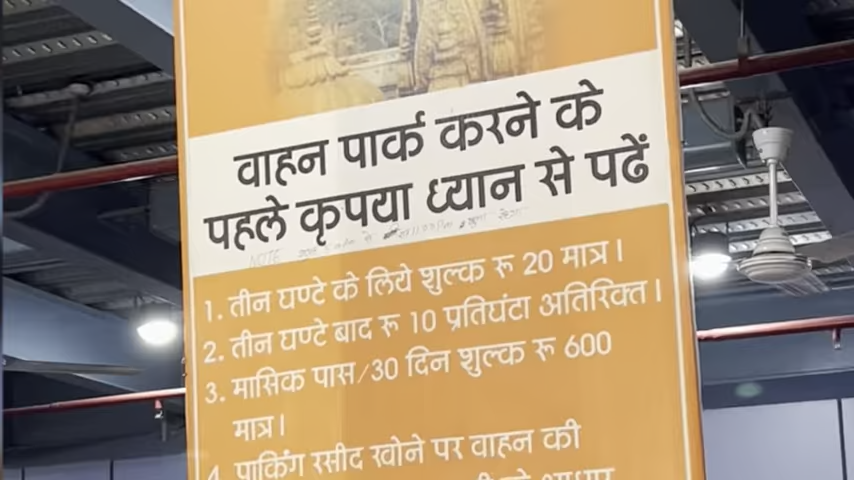 वाहन पार्क करने के
पहले कृपया ध्यान से पढें
NOTE
1. तीन घण्टे के लिये शुल्क रू 20 मात्र।
2. तीन घण्टे बाद रू 10 प्रतिघंटा अतिरिक्त।
3. मासिक पास/30 दिन शुल्क रू 600
मात्र।
4. पार्किंग रसीद खोने पर वाहन की